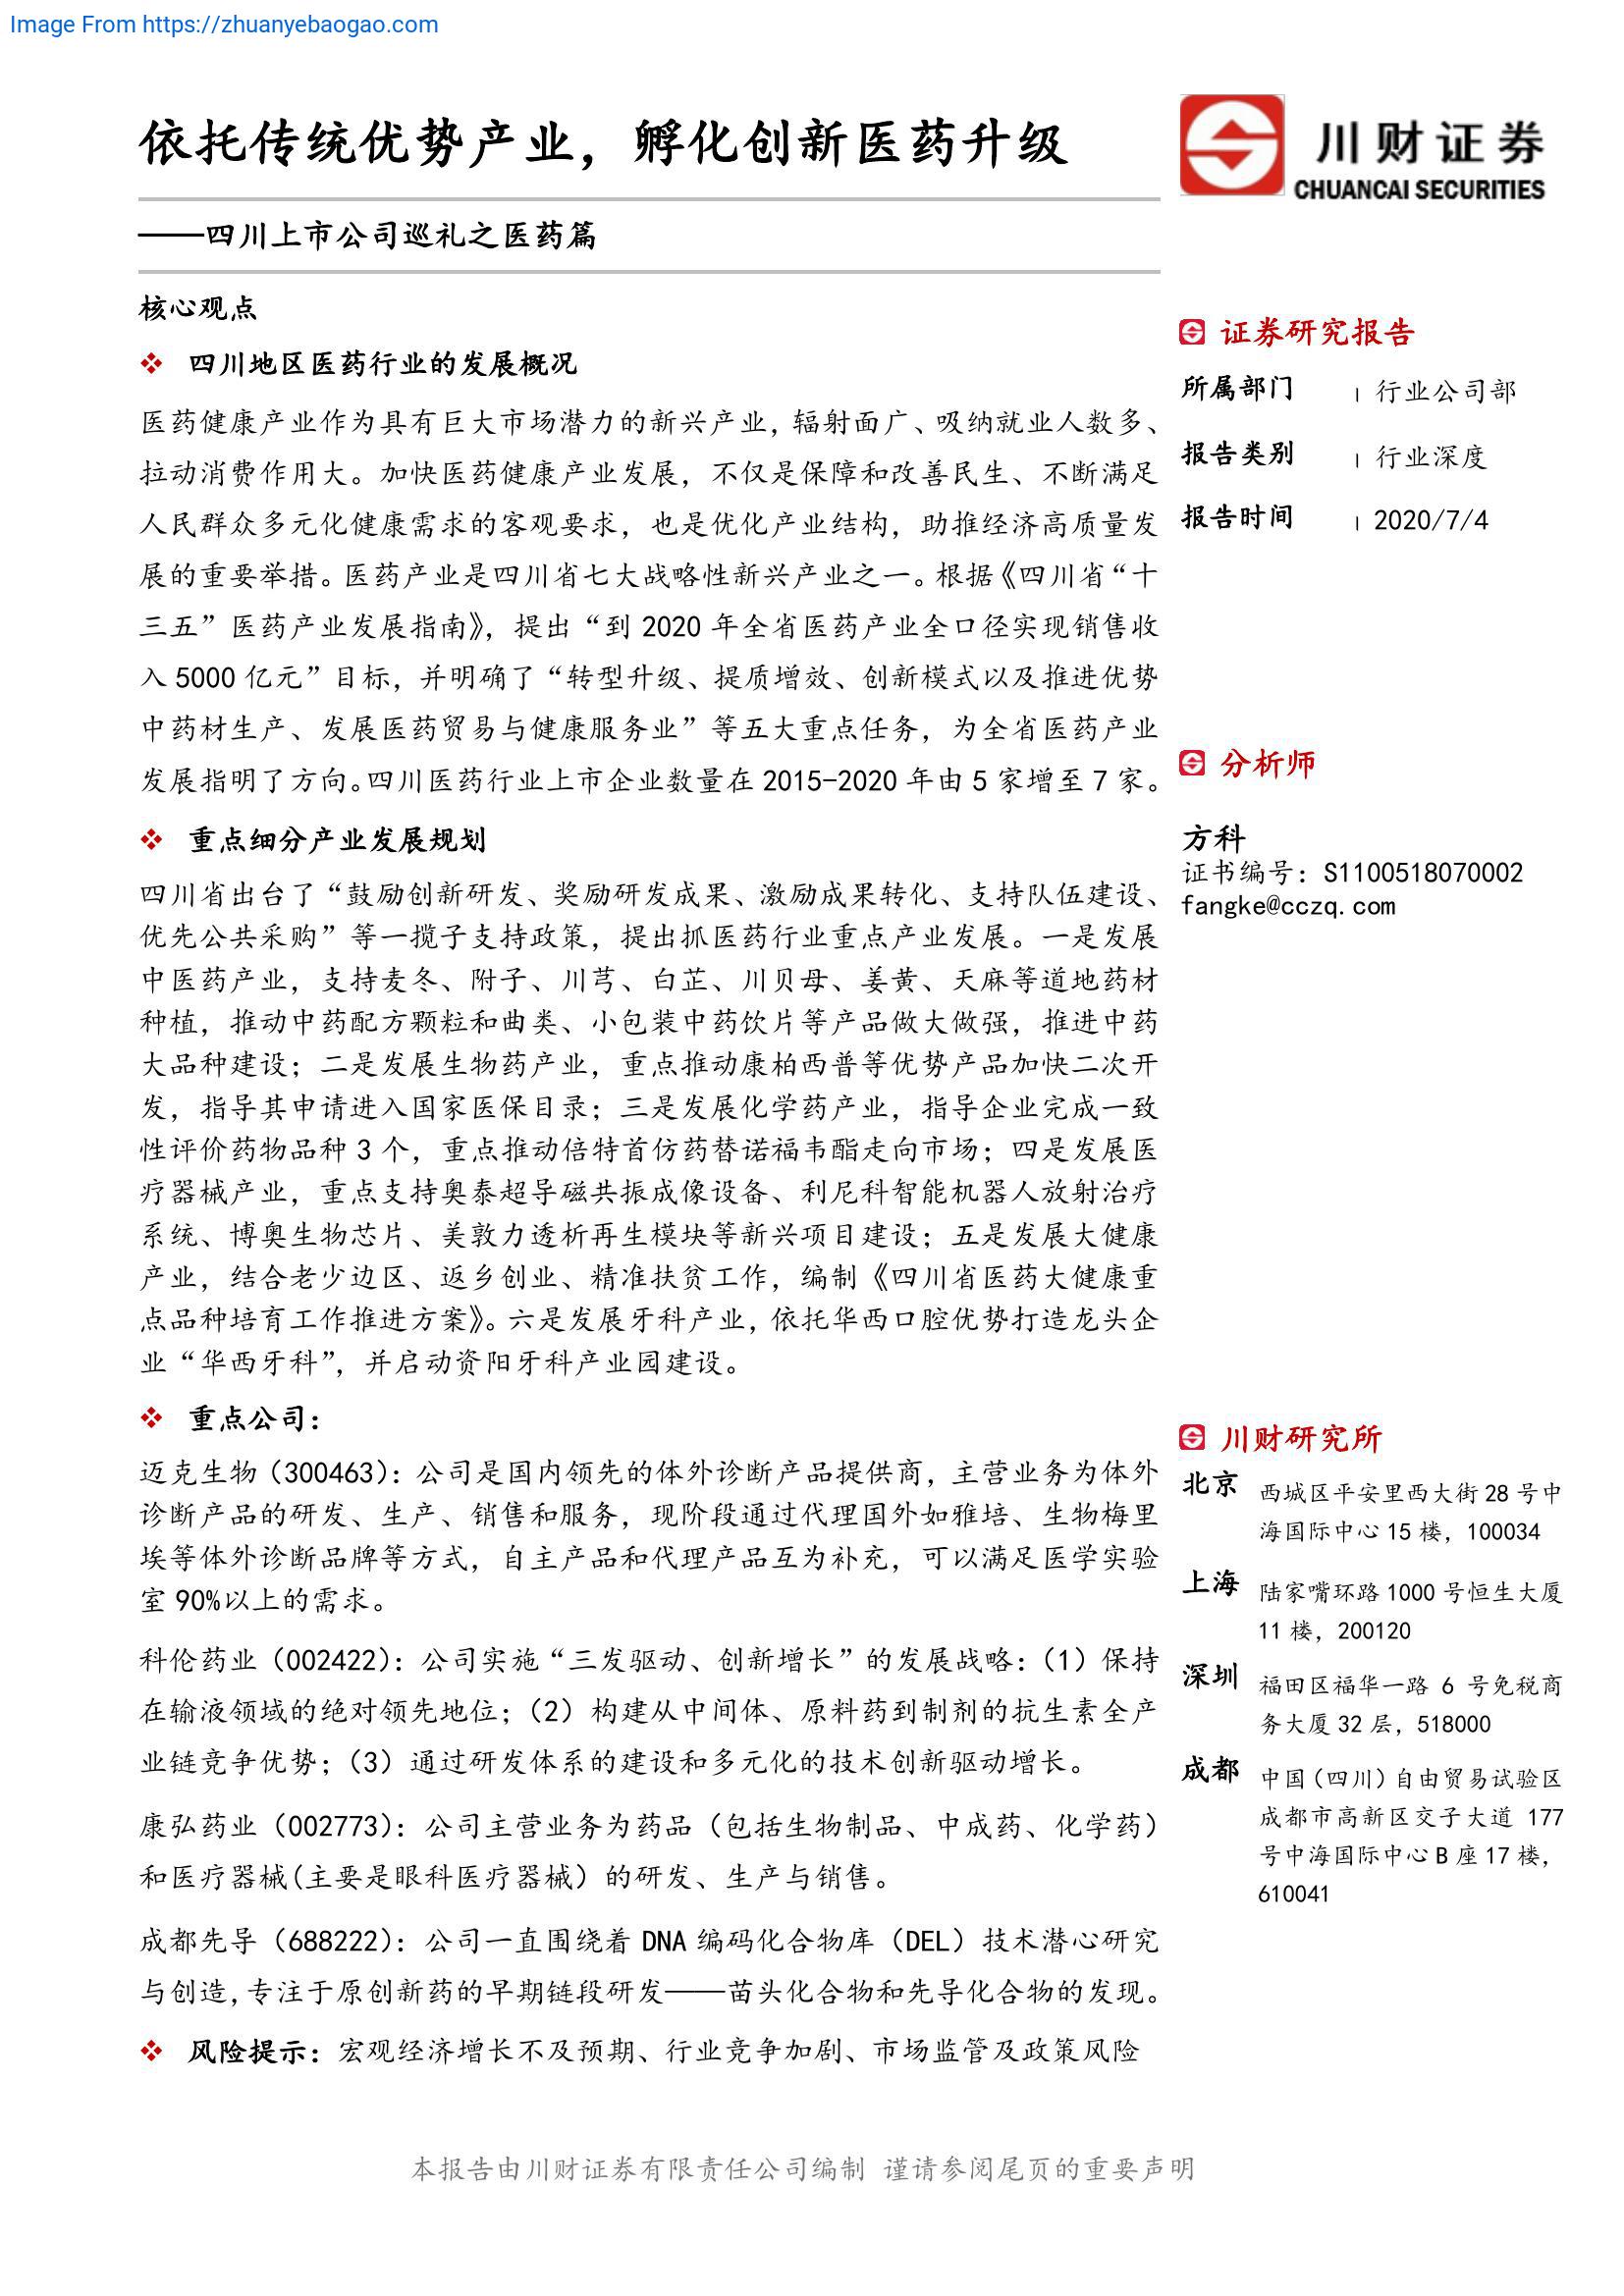 Image From https://zhuanyebaogao.com
依托传统优势产业，孵化创新医药升级
——四川上市公司巡礼之医药篇
川财证券
CHUANCAI SECURITIES
核心观点
四川地区医药行业的发展概况
医药健康产业作为具有巨大市场潜力的新兴产业，辐射面广、吸纳就业人数多、
拉动消费作用大。加快医药健康产业发展，不仅是保障和改善民生、不断满足
人民群众多元化健康需求的客观要求，也是优化产业结构，助推经济高质量发
展的重要举措。医药产业是四川省七大战略性新兴产业之一。根据《四川省“十
三五”医药产业发展指南》，提出“到 2020 年全省医药产业全口径实现销售收
入 5000 亿元”目标，并明确了“转型升级、提质增效、创新模式以及推进优势
中药材生产、发展医药贸易与健康服务业”等五大重点任务，为全省医药产业
发展指明了方向。四川医药行业上市企业数量在 2015-2020 年由 5 家增至 7 家。
重点细分产业发展规划
四川省出台了“鼓励创新研发、奖励研发成果、激励成果转化、支持队伍建设、
优先公共采购”等一揽子支持政策，提出抓医药行业重点产业发展。一是发展
中医药产业，支持麦冬、附子、川芎、白芷、川贝母、姜黄、天麻等道地药材
种植，推动中药配方颗粒和曲类、小包装中药饮片等产品做大做强，推进中药
大品种建设；二是发展生物药产业，重点推动康柏西普等优势产品加快二次开
发，指导其申请进入国家医保目录；三是发展化学药产业，指导企业完成一致
性评价药物品种 3 个，重点推动倍特首仿药替诺福韦酯走向市场；四是发展医
疗器械产业，重点支持奥泰超导磁共振成像设备、利尼科智能机器人放射治疗
系统、博奥生物芯片、美敦力透析再生模块等新兴项目建设；五是发展大健康
产业，结合老少边区、返乡创业、精准扶贫工作，编制《四川省医药大健康重
点品种培育工作推进方案》。六是发展牙科产业，依托华西口腔优势打造龙头企
业“华西牙科”，并启动资阳牙科产业园建设。
重点公司：
迈克生物（300463）：公司是国内领先的体外诊断产品提供商，主营业务为体外
诊断产品的研发、生产、销售和服务，现阶段通过代理国外如雅培、生物梅里
埃等体外诊断品牌等方式，自主产品和代理产品互为补充，可以满足医学实验
室 90%以上的需求。
科伦药业（002422）：公司实施“三发驱动、创新增长”的发展战略：（1）保持
在输液领域的绝对领先地位；（2）构建从中间体、原料药到制剂的抗生素全产
业链竞争优势；（3）通过研发体系的建设和多元化的技术创新驱动增长。
康弘药业（002773）：公司主营业务为药品（包括生物制品、中成药、化学药）
和医疗器械(主要是眼科医疗器械）的研发、生产与销售。
成都先导（688222）：公司一直围绕着 DNA 编码化合物库（DEL）技术潜心研究
与创造，专注于原创新药的早期链段研发——苗头化合物和先导化合物的发现。
风险提示：宏观经济增长不及预期、行业竞争加剧、市场监管及政策风险
证券研究报告
所属部门 | 行业公司部
报告类别 | 行业深度
报告时间 | 2020/7/4
分析师
方科
证书编号：S1100518070002
fangke@cczq.com
川财研究所
北京 西城区平安里西大街 28 号中
海国际中心 15 楼，100034
上海 陆家嘴环路 1000 号恒生大厦
11 楼，200120
深圳 福田区福华一路 6 号免税商
务大厦 32 层，518000
成都 中国（四川）自由贸易试验区
成都市高新区交子大道 177
号中海国际中心 B 座 17 楼，
610041
本报告由川财证券有限责任公司编制 谨请参阅尾页的重要声明